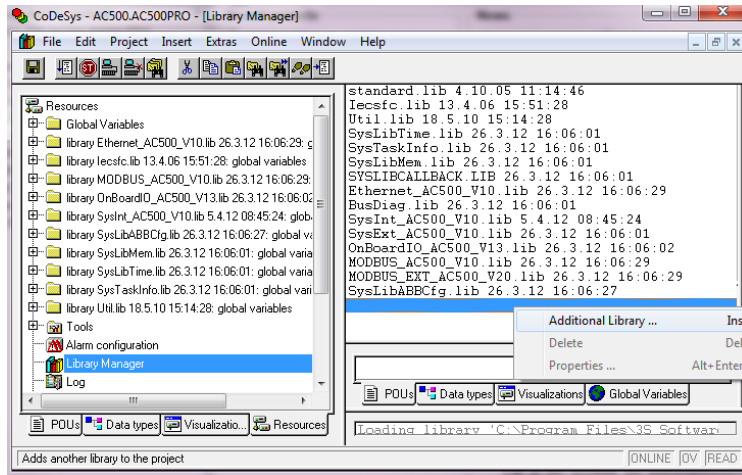 CoDeSys - AC500.AC500PRO - [Library Manager]
File Edit Project Insert Extras Online Window Help
Resources
Global Variables
library Ethernet_AC500_V10.lib 26.3.12 16:06:29: g
library Iecsfc.lib 13.4.06 15:51:28: global variables
library MODBUS_AC500_V10.lib 26.3.12 16:06:29:
library OnBoardIO_AC500_V13.lib 26.3.12 16:06:02
library SysInt_AC500_V10.lib 5.4.12 08:45:24: glob
library SysLibABBCfg.lib 26.3.12 16:06:27: global va
library SysLibMem.lib 26.3.12 16:06:01: global varia
library SysLibTime.lib 26.3.12 16:06:01: global varia
library SysTaskInfo.lib 26.3.12 16:06:01: global vari
library Util.lib 18.5.10 15:14:28: global variables
Tools
Alarm configuration
Library Manager
Log
POUs Data types Visualizatio... Resources
standard.lib 4.10.05 11:14:46
Iecsfc.lib 13.4.06 15:51:28
Util.lib 18.5.10 15:14:28
SysLibTime.lib 26.3.12 16:06:01
SysTaskInfo.lib 26.3.12 16:06:01
SysLibMem.lib 26.3.12 16:06:01
SYSLIBCALLBACK.LIB 26.3.12 16:06:01
Ethernet_AC500_V10.lib 26.3.12 16:06:29
BusDiag.lib 26.3.12 16:06:01
SysInt_AC500_V10.lib 5.4.12 08:45:24
SysExt_AC500_V10.lib 26.3.12 16:06:01
OnBoardIO_AC500_V13.lib 26.3.12 16:06:02
MODBUS_AC500_V10.lib 26.3.12 16:06:29
MODBUS_EXT_AC500_V20.lib 26.3.12 16:06:29
SysLibABBCfg.lib 26.3.12 16:06:27
Additional Library ... Ins
Delete Del
Properties ... Alt+Enter
POUs Data types Visualizations Global Variables
Loading library 'C:\Program Files\3S Softwar
Adds another library to the project
ONLINE OV READ